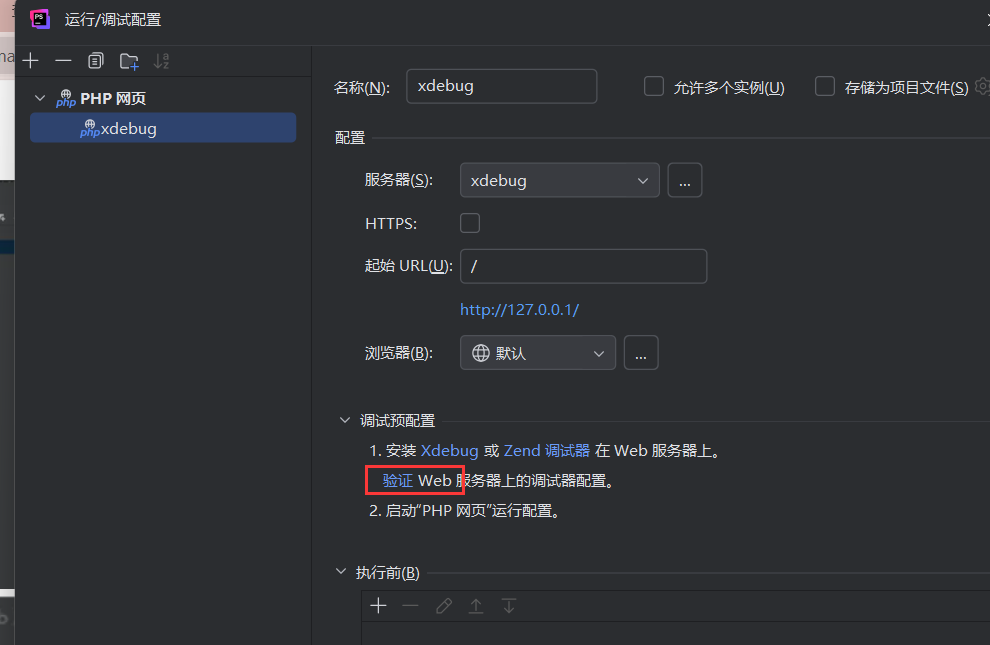 运行/调试配置
PHP 网页
php xdebug
名称(N): xdebug 允许多个实例(U) 存储为项目文件(S)
配置
服务器(S): xdebug ...
HTTPS:
起始 URL(U): /
http://127.0.0.1/
浏览器(B): 默认 ...
调试预配置
1. 安装 Xdebug 或 Zend 调试器 在 Web 服务器上。
验证 Web 服务器上的调试器配置。
2. 启动“PHP 网页”运行配置。
执行前(B)